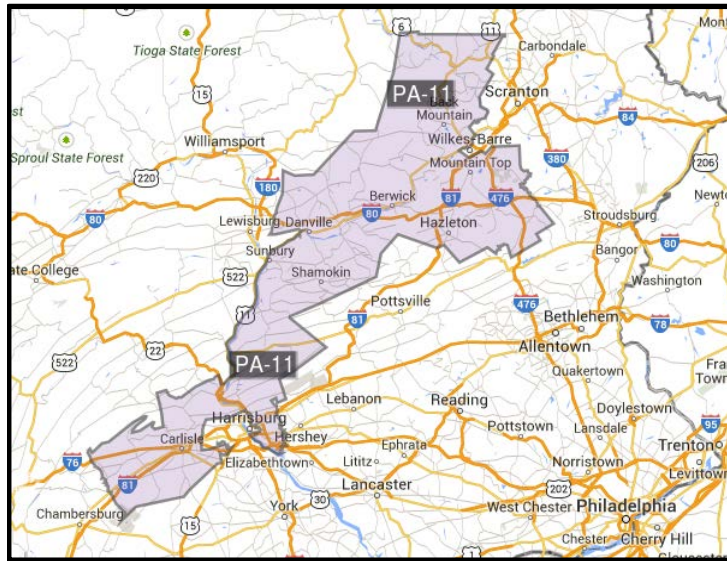 Tioga State Forest
6
11
Carbondale
PA-11
Scranton
Back
Mountain
15
Williamsport
Wilkes-Barre
84
Sproul State Forest
Mountain Top
380
206
220
180
81
476
Berwick
80
Lewisburg
Danville
80
Stroudsburg
Hazleton
Sunbury
Bangor
80
522
Shamokin
Washington
11
Pottsville
476
81
Bethlehem
78
22
Allentown
522
PA-11
Quakertown
Lebanon
Reading
Doylestown
Harrisburg
Pottstown
Lansdale
95
Carlisle
Hershey
Ephrata
Trenton
76
Elizabethtown
Lititz
Norristown
Levittown
81
30
Lancaster
202
Chambersburg
York
West Chester
Philadelphia
15
Chester
Cherry Hill
1